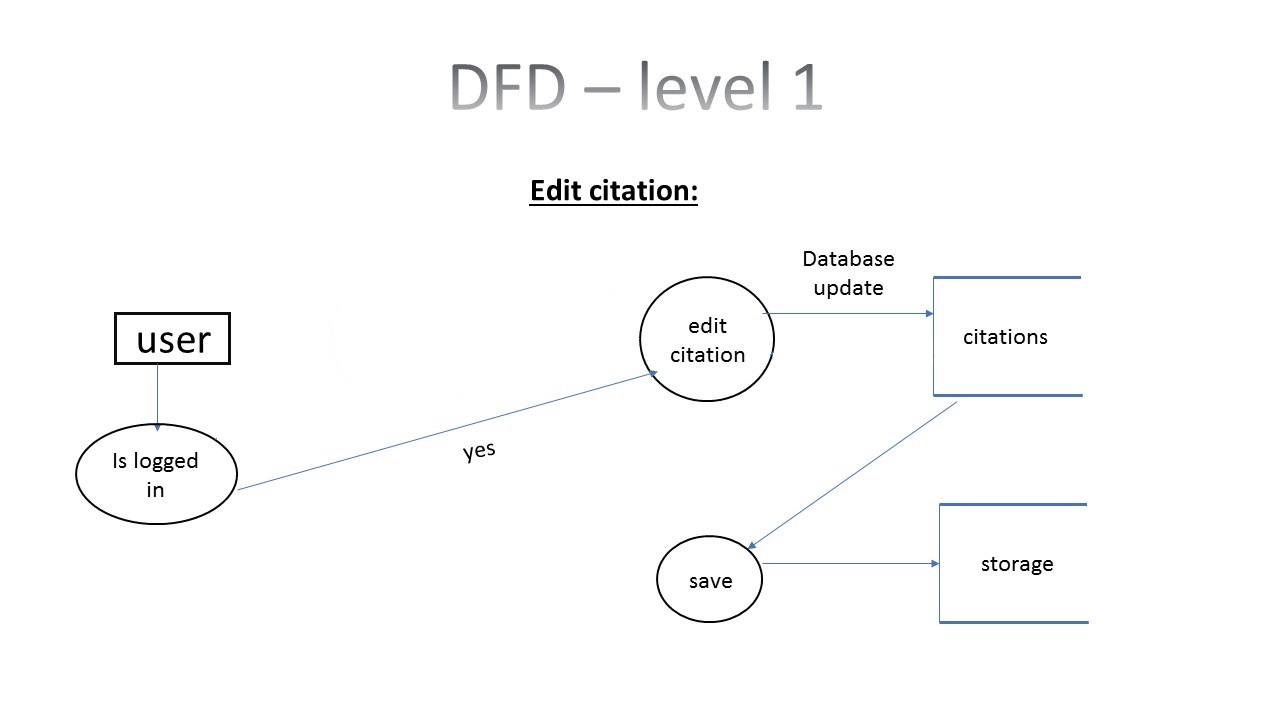 DFD – level 1
Edit citation:
Database
update
edit
citation
citations
user
Is logged
in
yes
save
storage